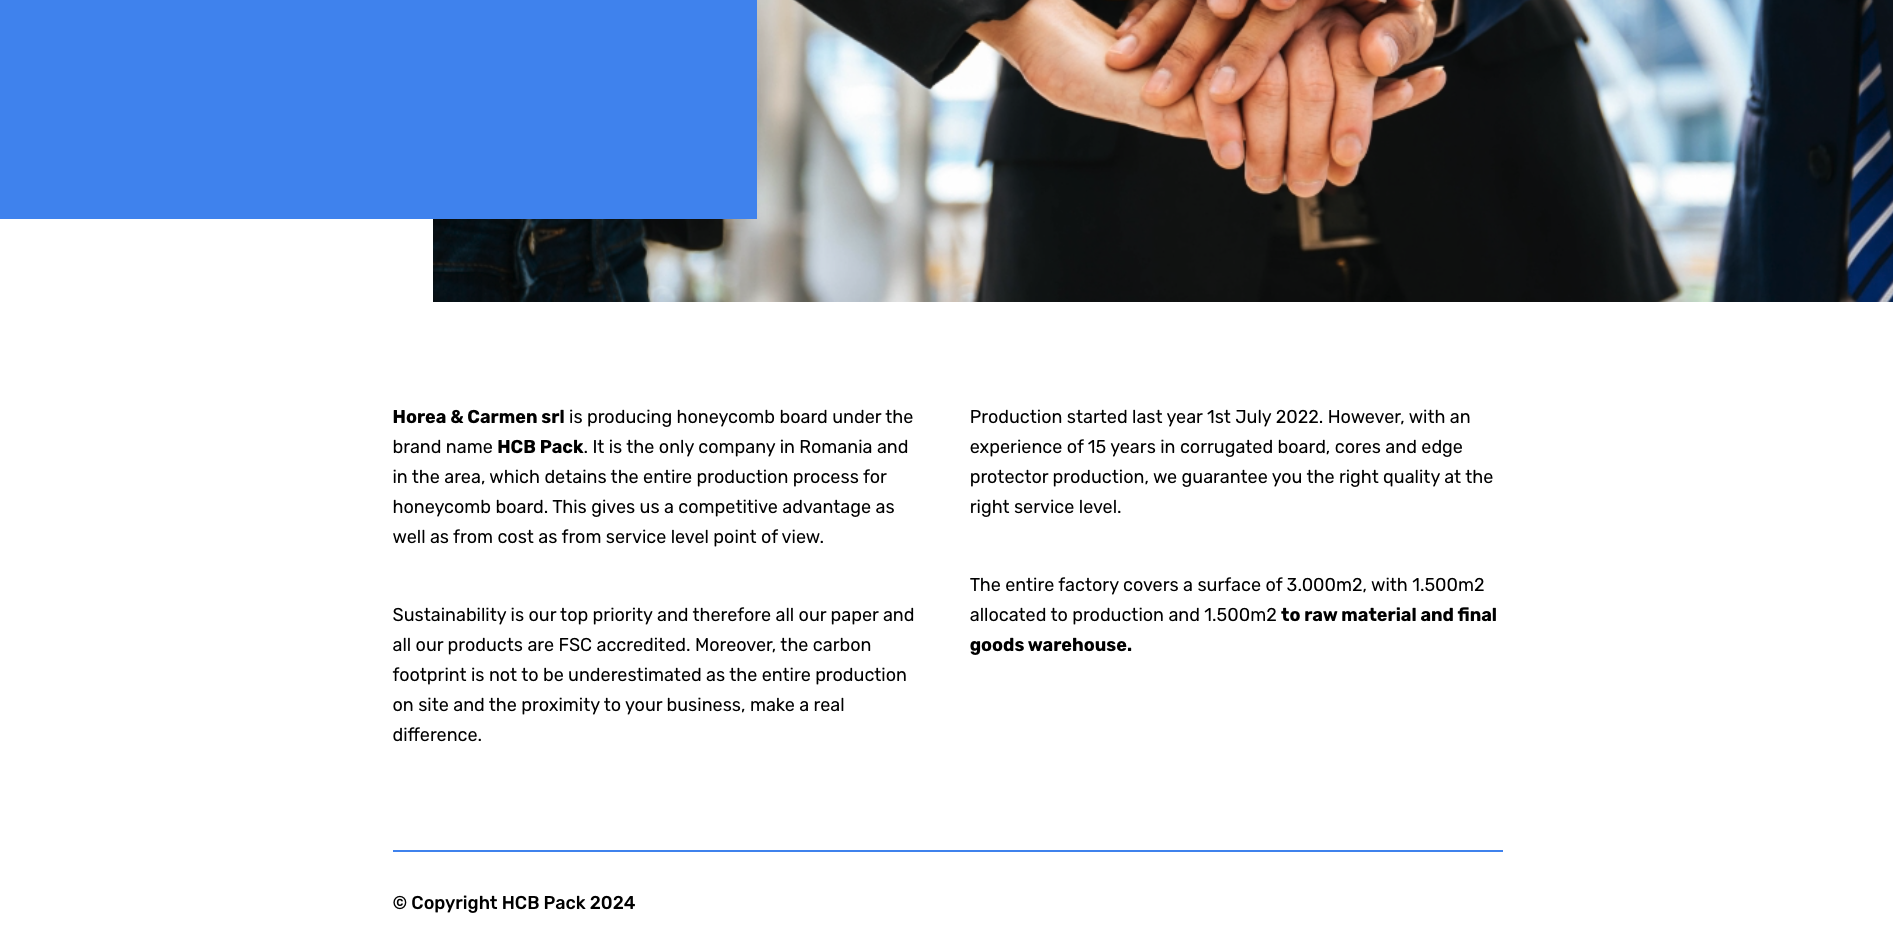 Horea & Carmen srl is producing honeycomb board under the
brand name HCB Pack. It is the only company in Romania and
in the area, which detains the entire production process for
honeycomb board. This gives us a competitive advantage as
well as from cost as from service level point of view.
Sustainability is our top priority and therefore all our paper and
all our products are FSC accredited. Moreover, the carbon
footprint is not to be underestimated as the entire production
on site and the proximity to your business, make a real
difference.
Production started last year 1st July 2022. However, with an
experience of 15 years in corrugated board, cores and edge
protector production, we guarantee you the right quality at the
right service level.
The entire factory covers a surface of 3.000m2, with 1.500m2
allocated to production and 1.500m2 to raw material and final
goods warehouse.
© Copyright HCB Pack 2024